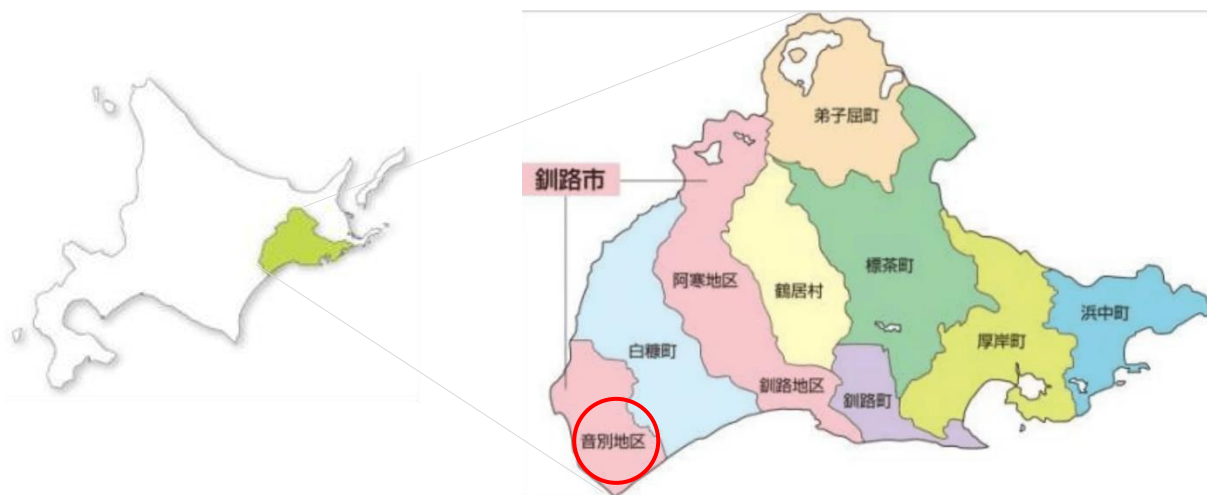 弟子屈町
釧路市
標茶町
阿寒地区
鶴居村
浜中町
厚岸町
白糠町
釧路地区
釧路町
音別地区